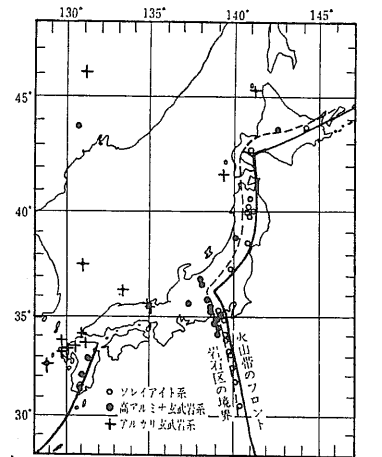 130° 135° 140° 145°
45°
40°
35°
30°
火山帯のフロント
岩石区の境界
ソレイアイト系
高アルミナ玄武岩系
アルカリ玄武岩系